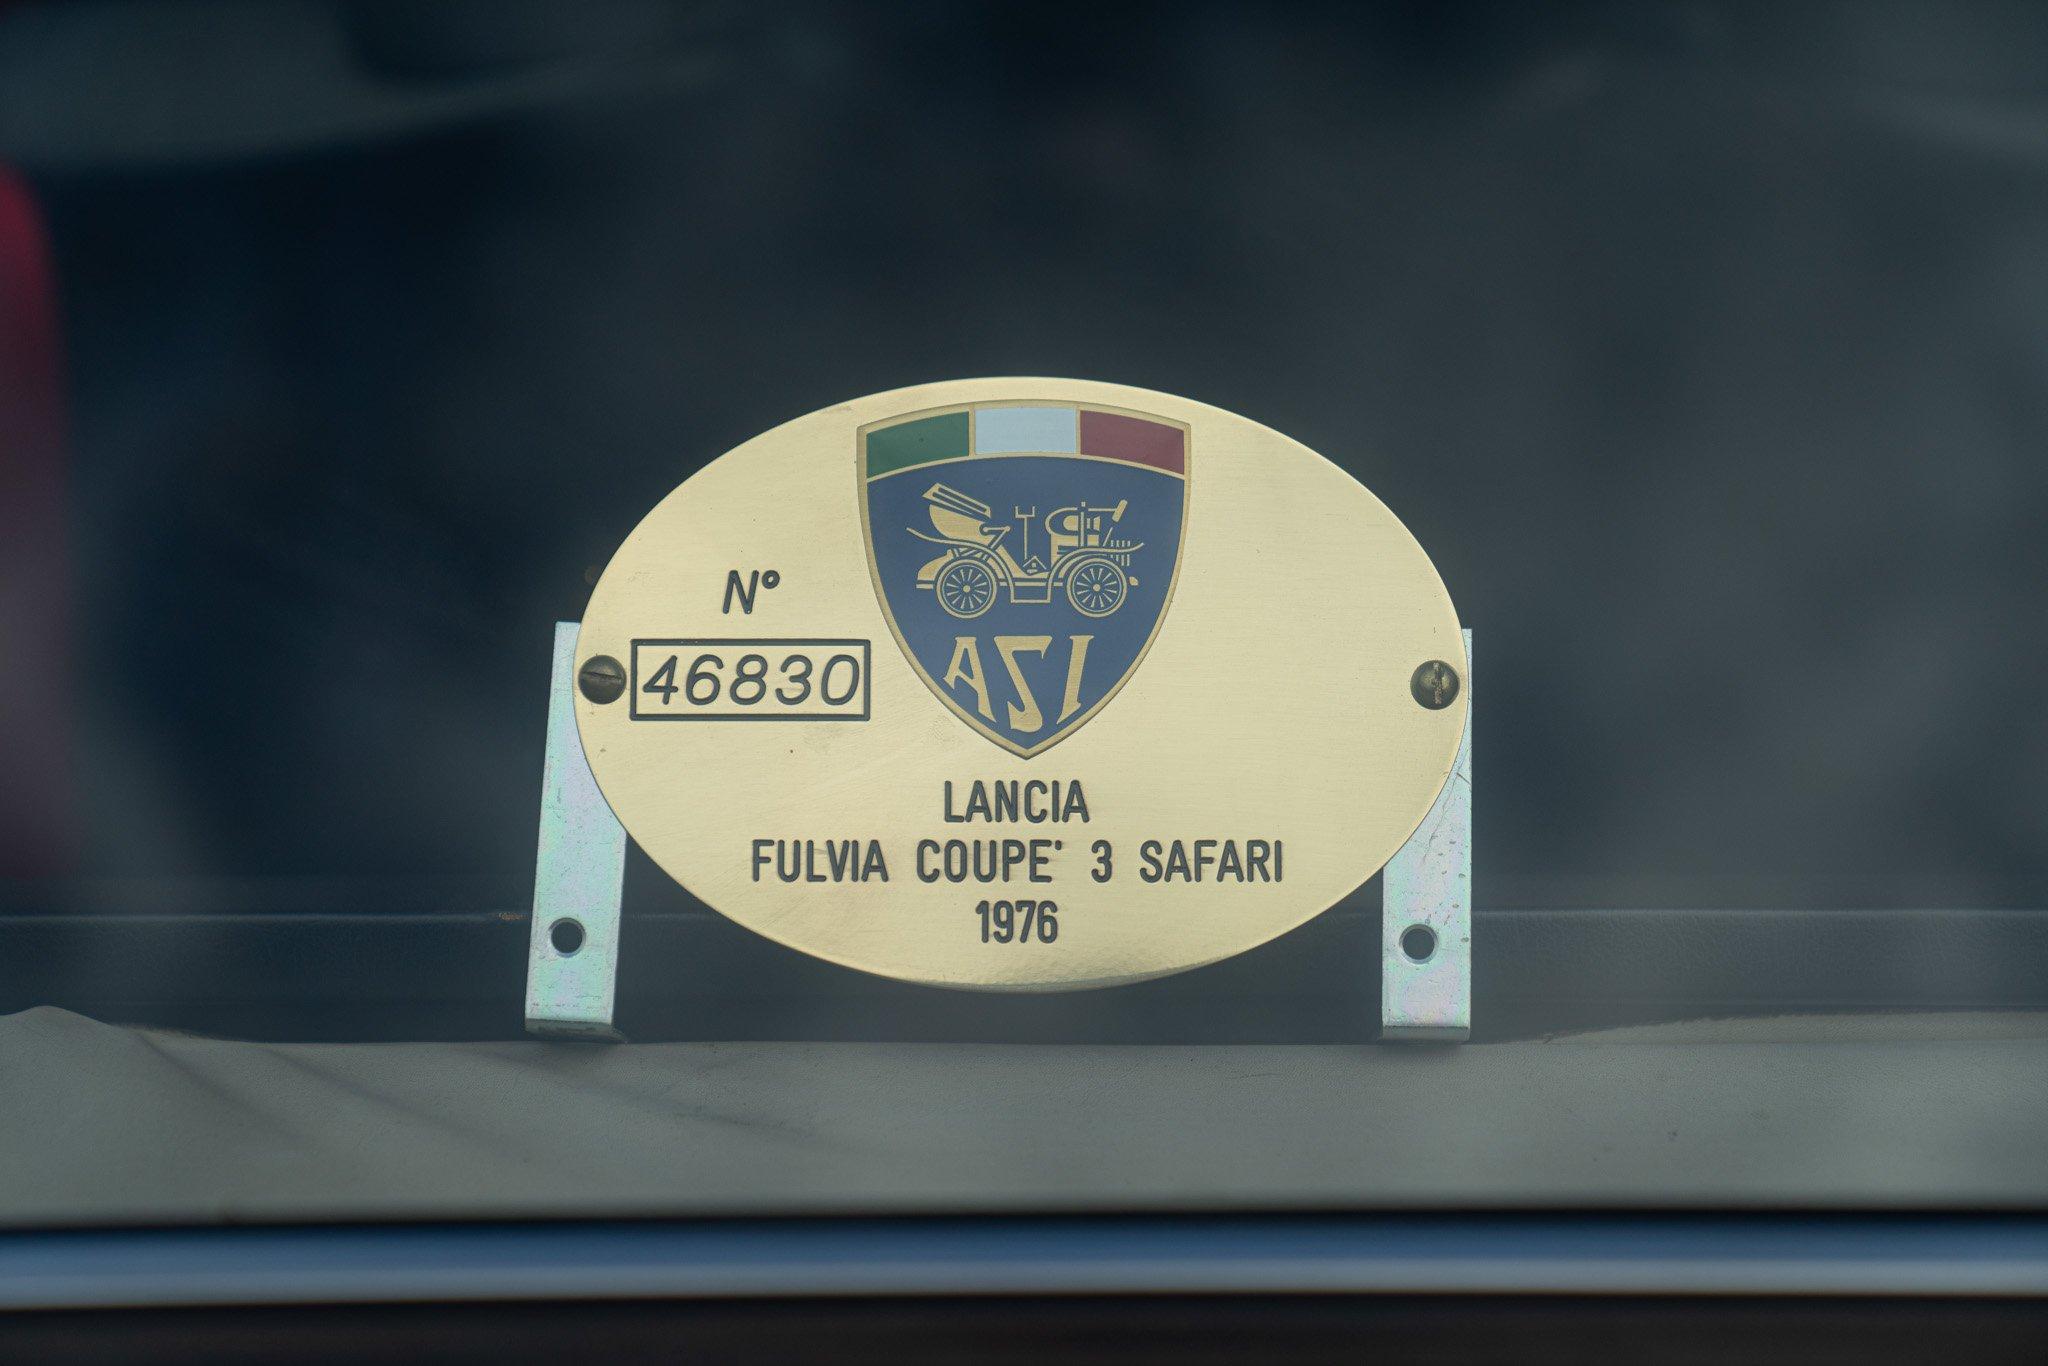 ASI
N°
46830
LANCIA
FULVIA COUPE' 3 SAFARI
1976